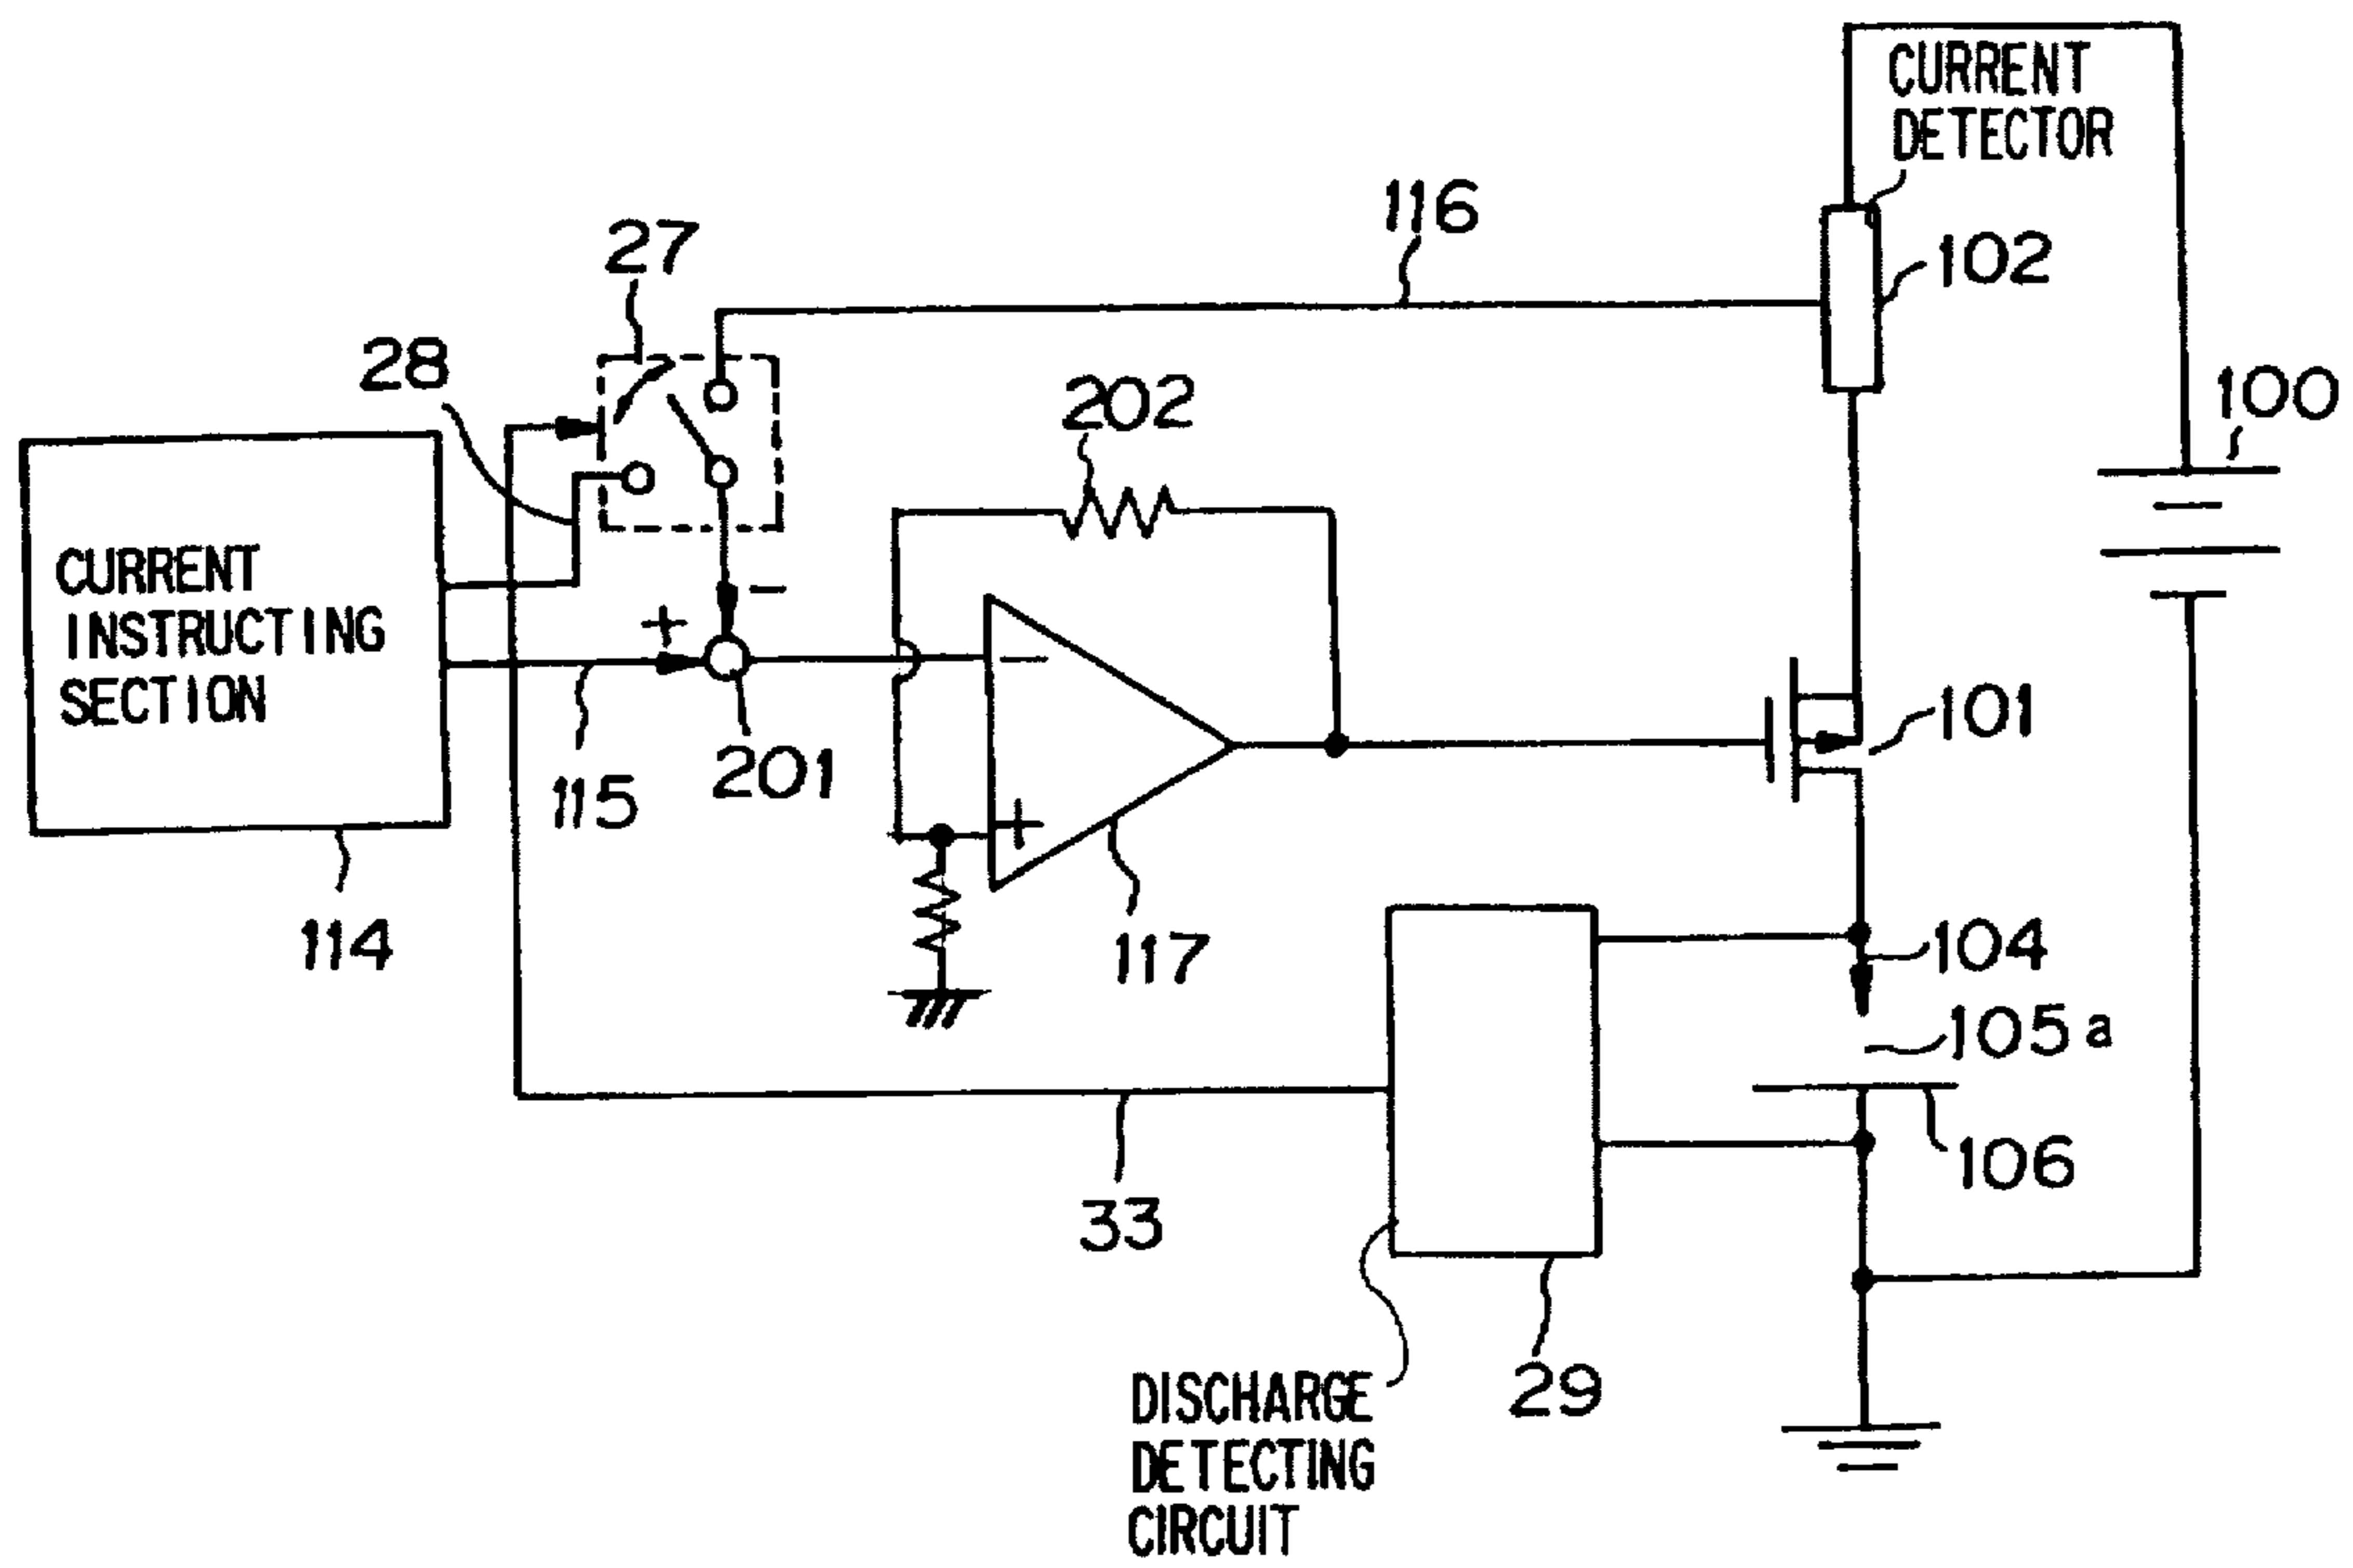 CURRENT
DETECTOR
116
27
102
28
100
202
CURRENT
INSTRUCTING
SECTION
−
+
−
101
201
115
+
114
117
104
105a
106
33
29
DISCHARGE
DETECTING
CIRCUIT